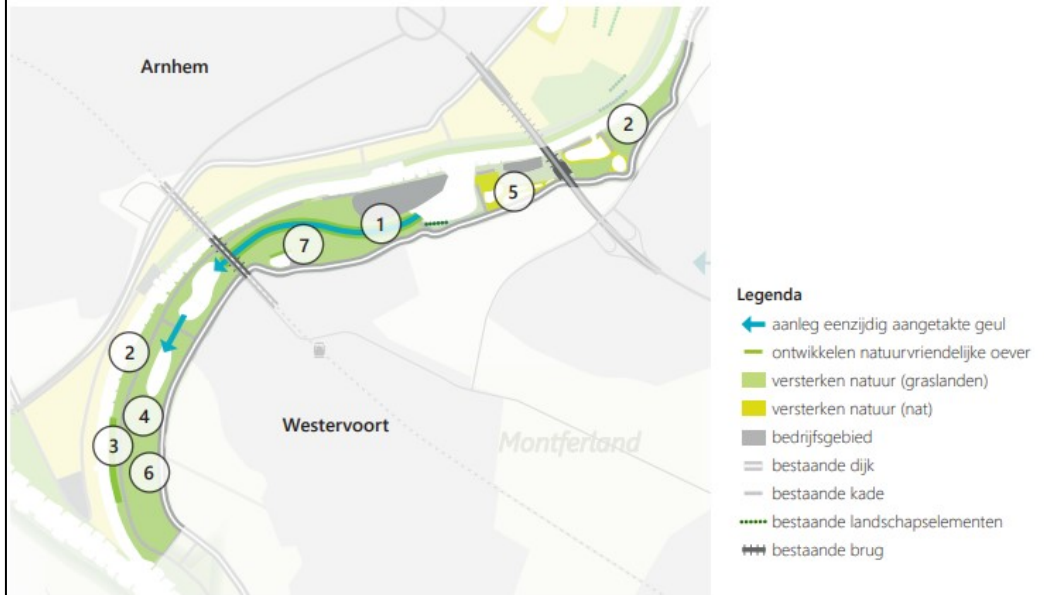 Arnhem
2
5
1
7
2
4
Westervoort
Montferland
3
6
Legenda
aanleg eenzijdig aangetakte geul
ontwikkelen natuurvriendelijke oever
versterken natuur (graslanden)
versterken natuur (nat)
bedrijfsgebied
bestaande dijk
bestaande kade
bestaande landschapselementen
bestaande brug